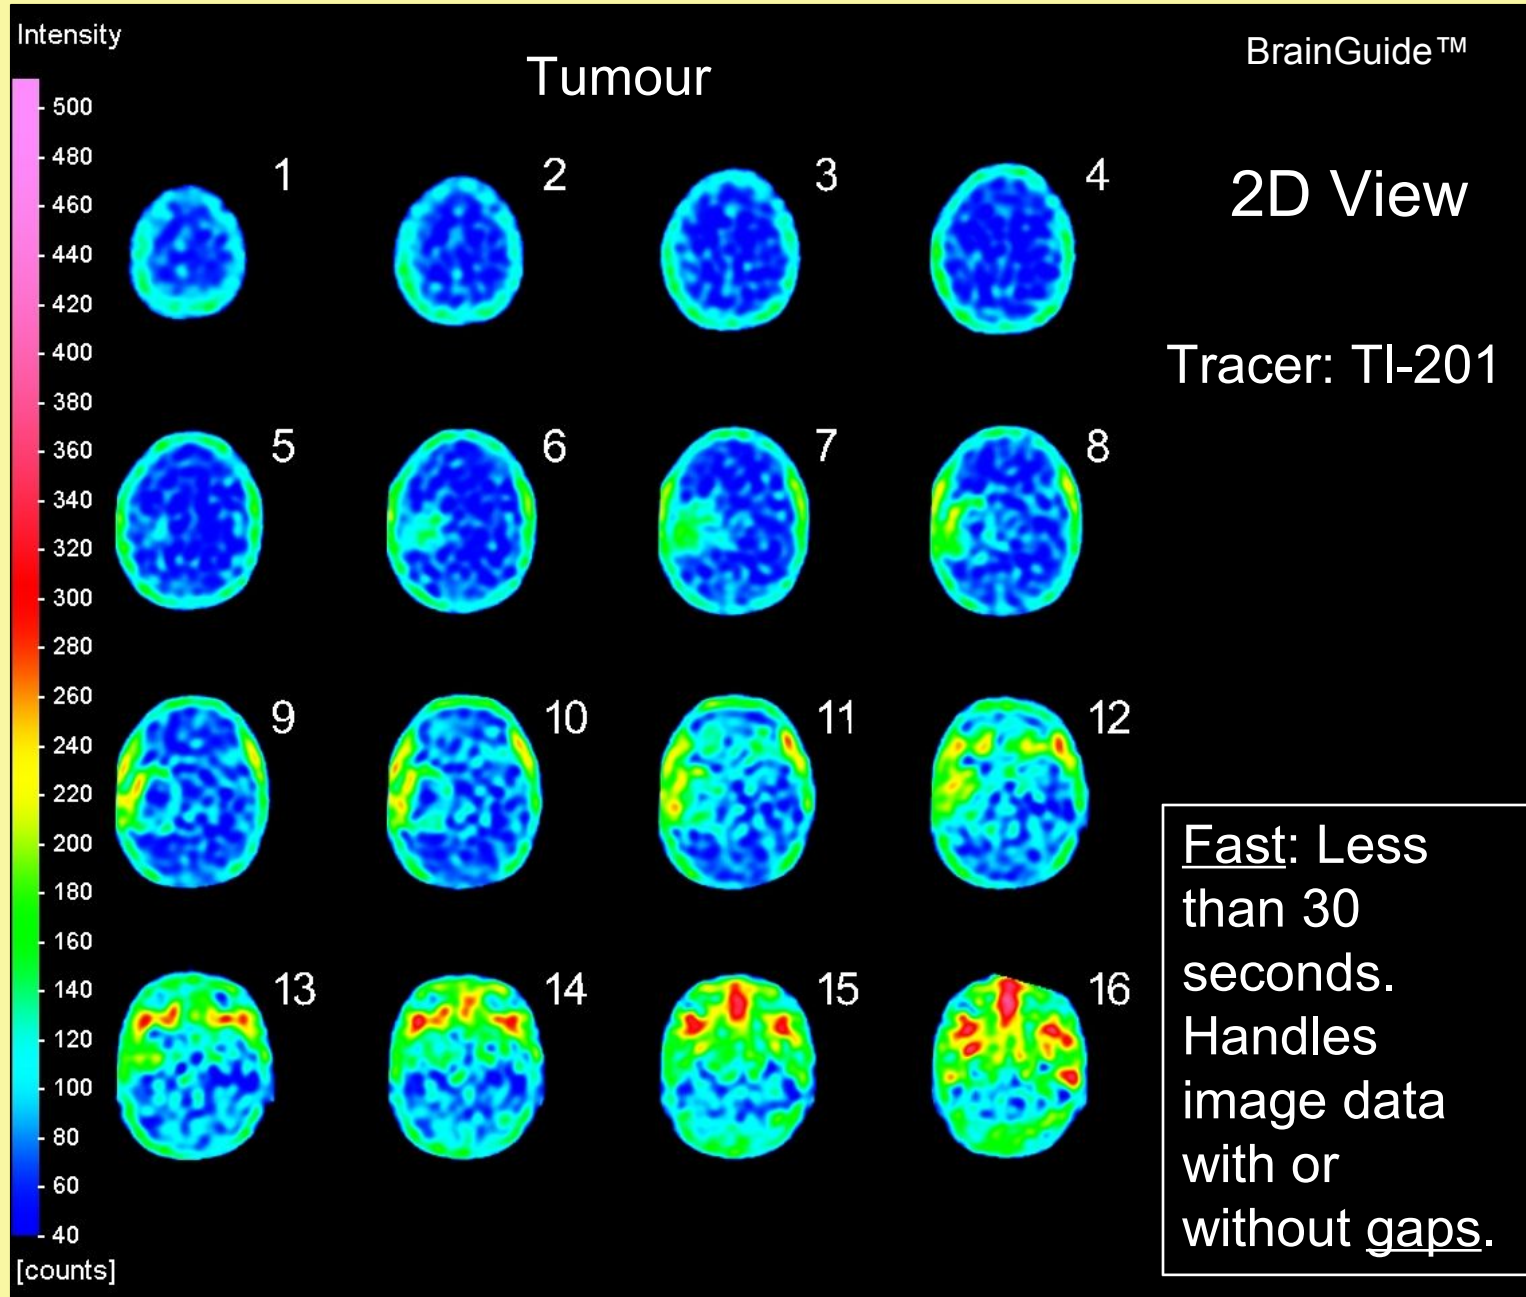 Intensity
BrainGuide™
Tumour
500
480
460
440
420
400
380
360
340
320
300
280
260
240
220
200
180
160
140
120
100
80
60
40
[counts]
1 2 3 4
5 6 7 8
9 10 11 12
13 14 15 16
2D View
Tracer: Tl-201
Fast: Less
than 30
seconds.
Handles
image data
with or
without gaps.